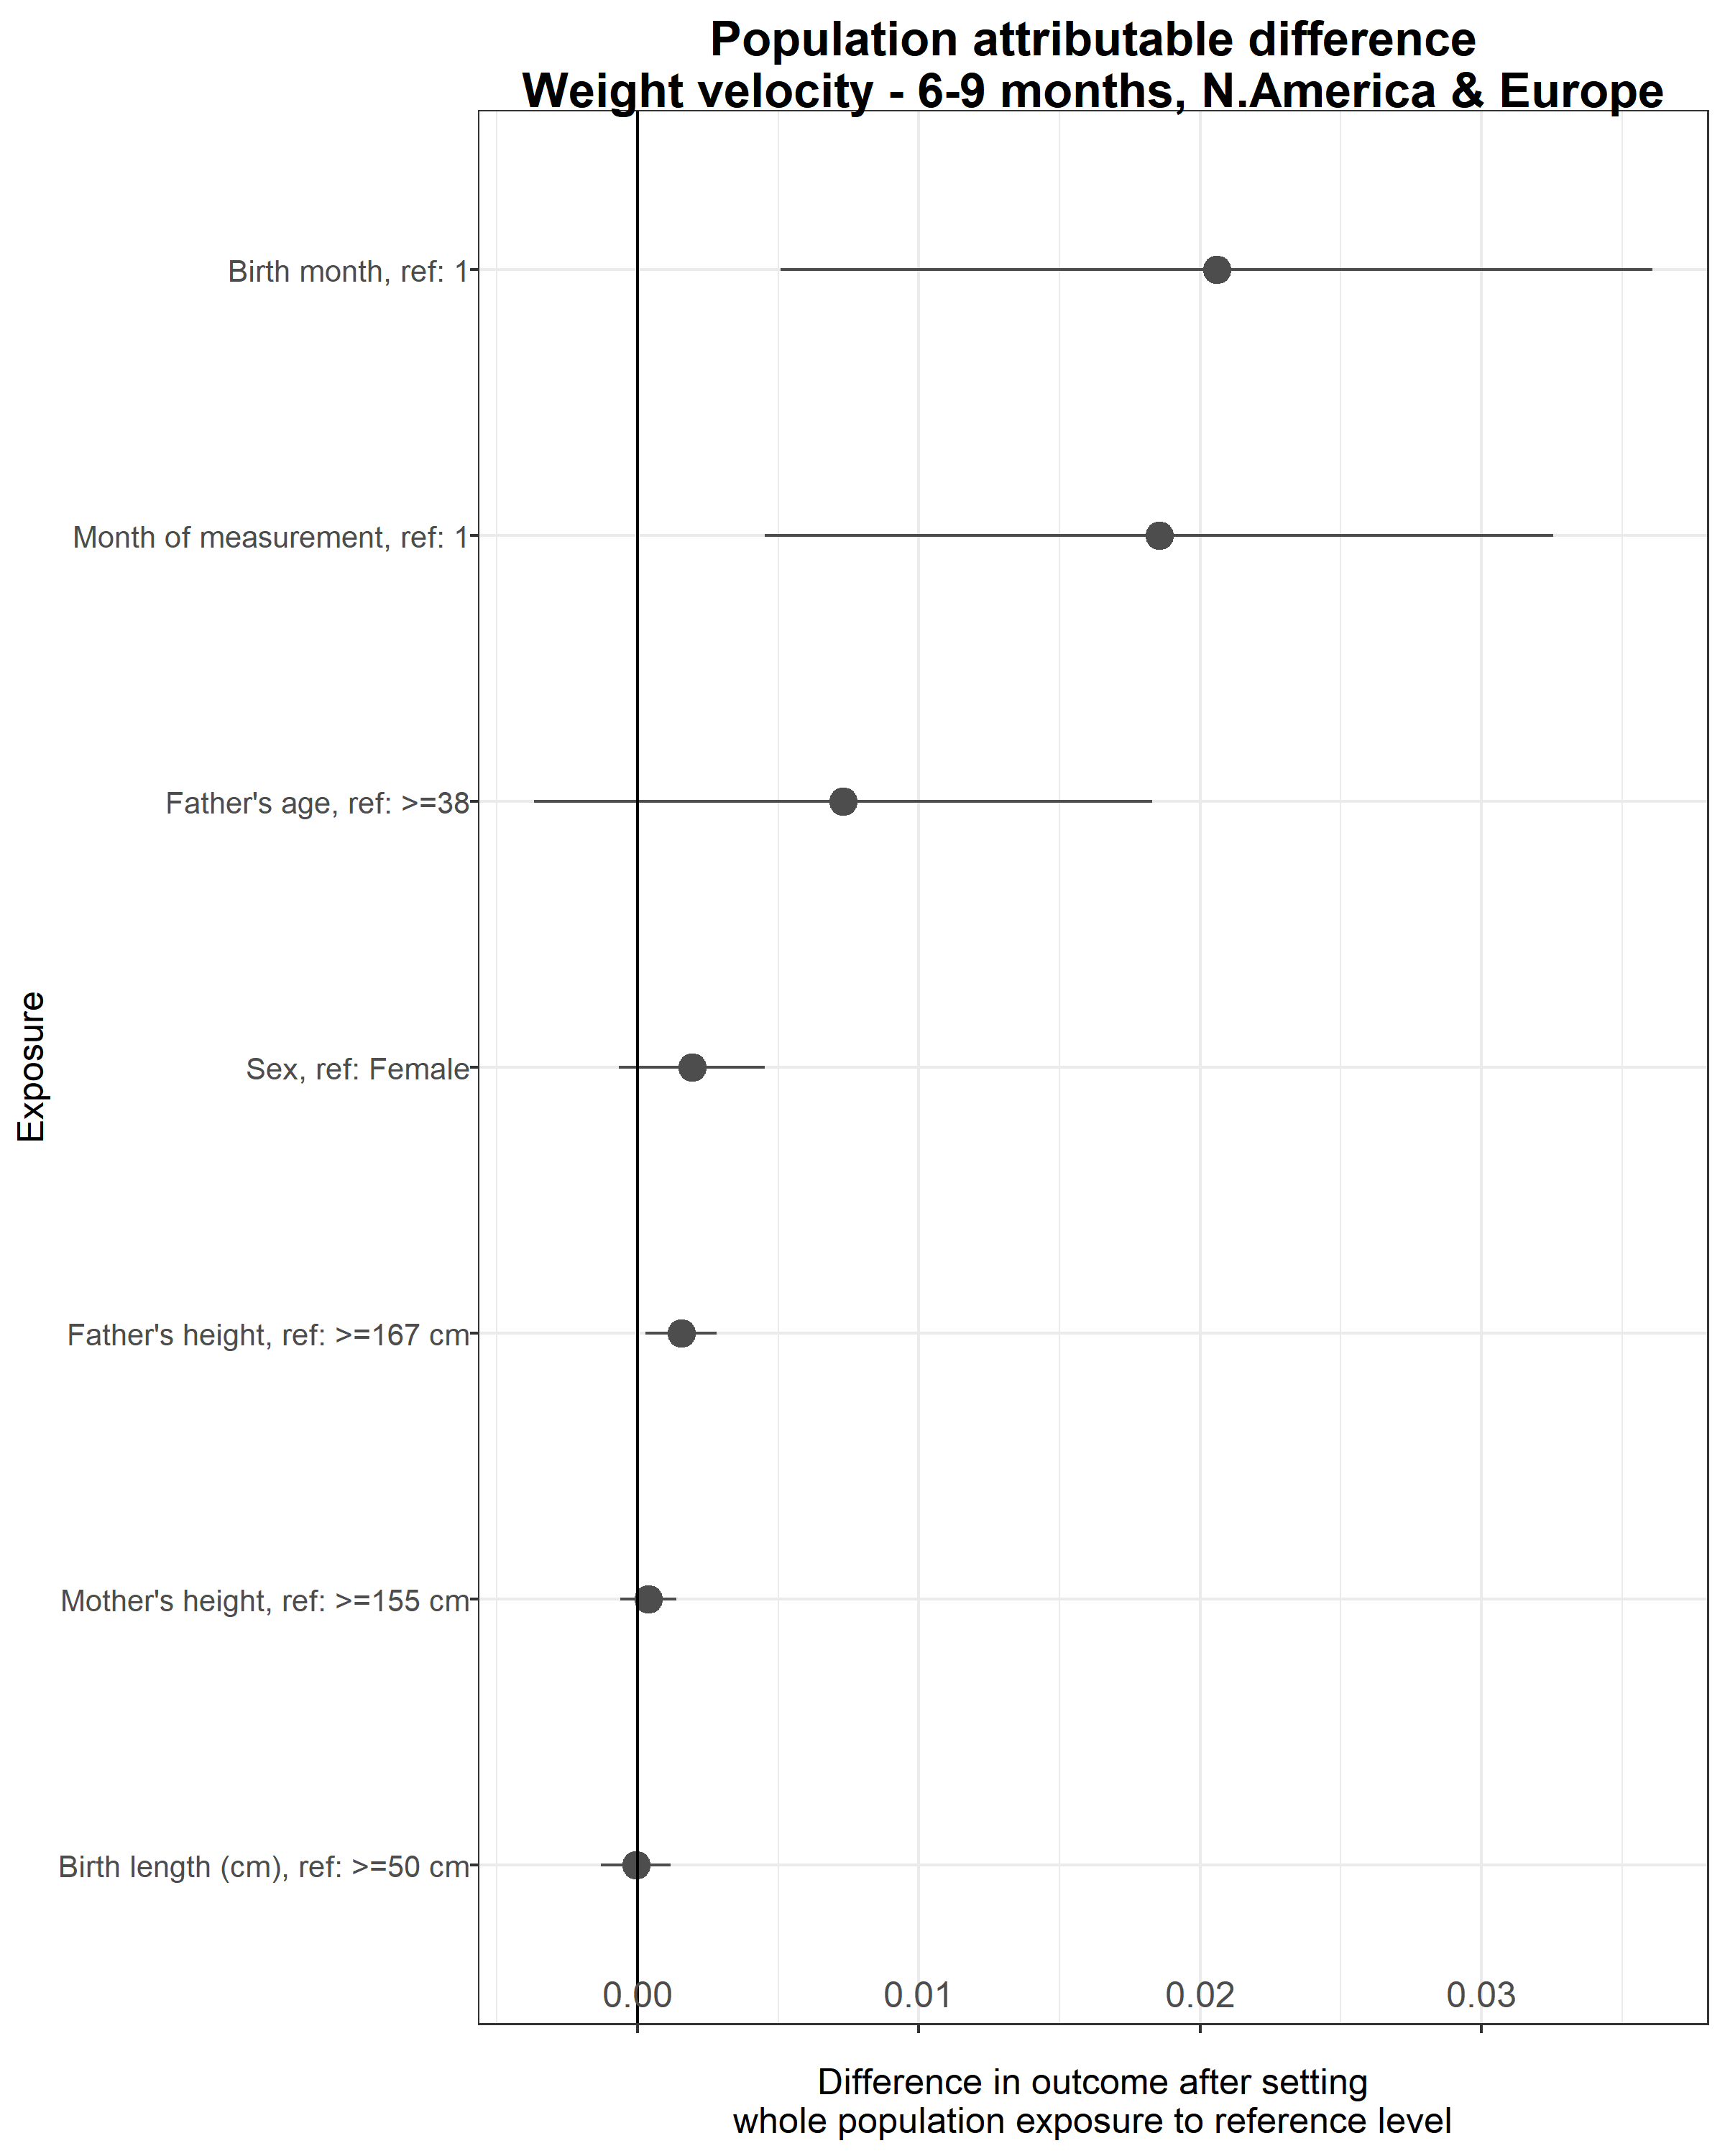 Population attributable difference
Weight velocity - 6-9 months, N.America & Europe
Exposure
Birth month, ref: 1
Month of measurement, ref: 1
Father's age, ref: >=38
Sex, ref: Female
Father's height, ref: >=167 cm
Mother's height, ref: >=155 cm
Birth length (cm), ref: >=50 cm
0.00 0.01 0.02 0.03
Difference in outcome after setting
whole population exposure to reference level